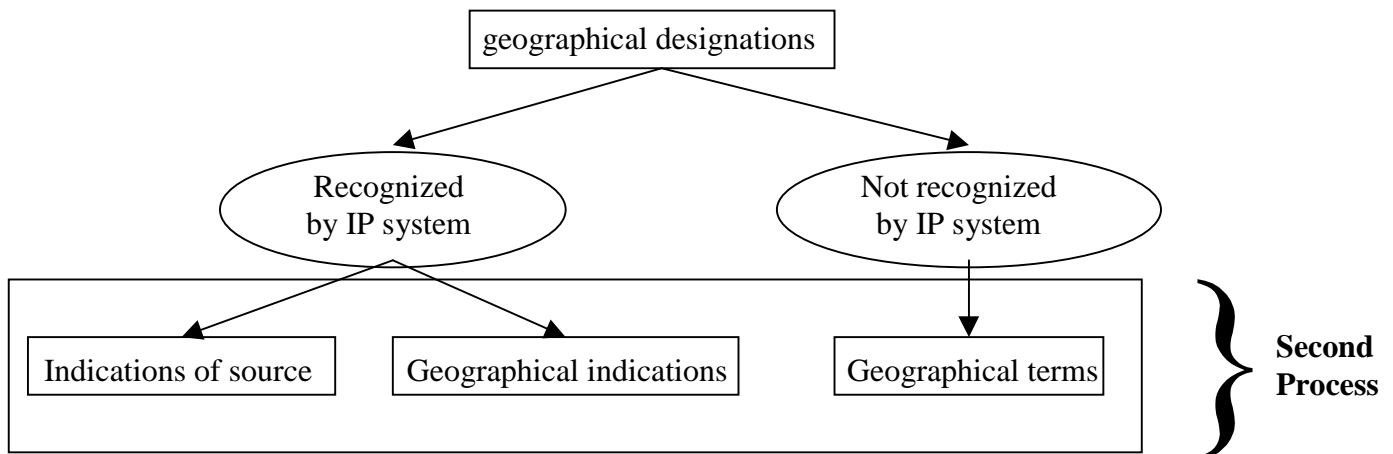 geographical designations
Recognized
by IP system
Not recognized
by IP system
Indications of source
Geographical indications
Geographical terms
Second
Process